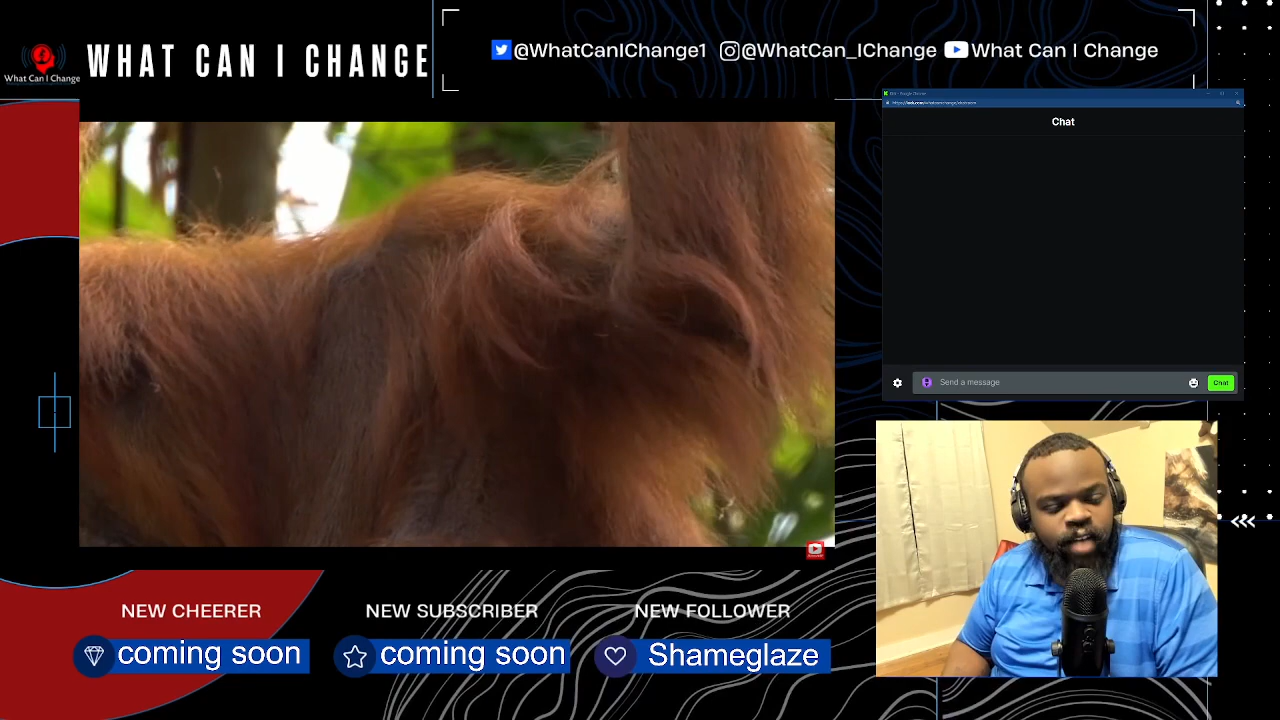 What Can I Change
WHAT CAN I CHANGE
@WhatCanIChange1 @WhatCan_IChange What Can I Change
Chat
Send a message
Chat
NEW CHEERER
coming soon
NEW SUBSCRIBER
coming soon
NEW FOLLOWER
Shameglaze